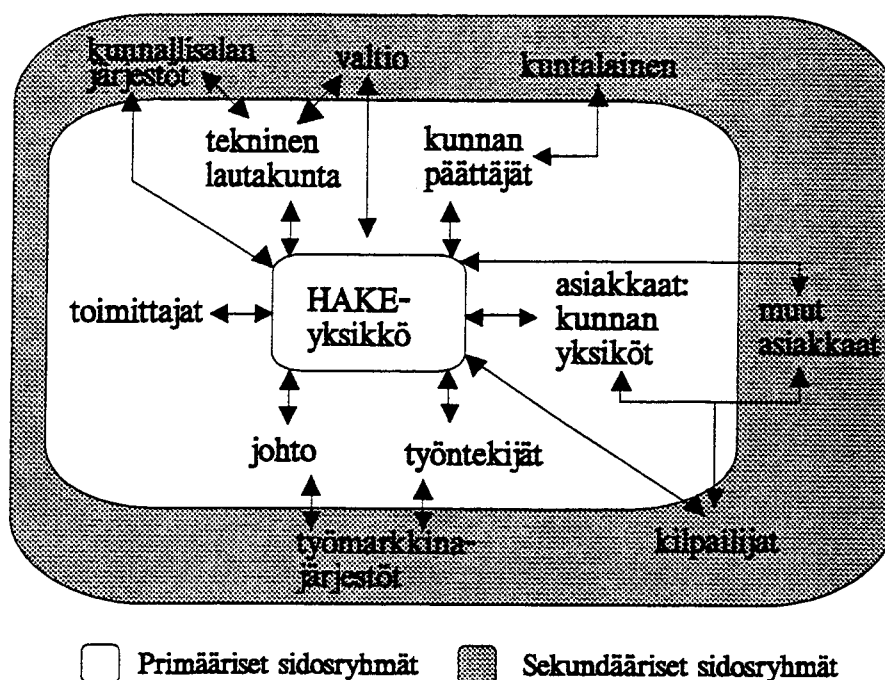 kunnallisalan
järjestöt
valtio
kuntalainen
tekninen
lautakunta
kunnan
päättäjät
toimittajat
HAKE-
yksikkö
asiakkaat:
kunnan
yksiköt
muut
asiakkaat
johto
työntekijät
työmarkkina-
järjestöt
kilpailijat
Primääriset sidosryhmät
Sekundääriset sidosryhmät